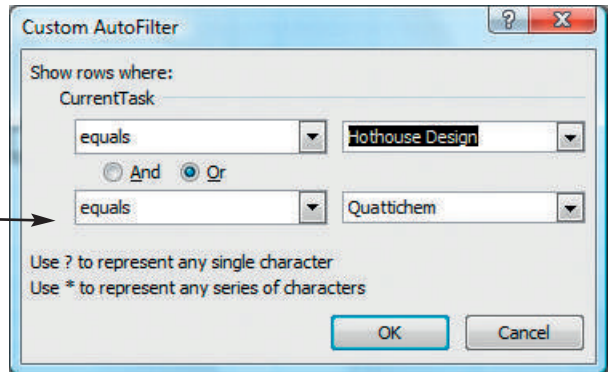 Custom AutoFilter
Show rows where:
CurrentTask
equals Hothouse Design
And Or
equals Quattichem
Use ? to represent any single character
Use * to represent any series of characters
OK Cancel